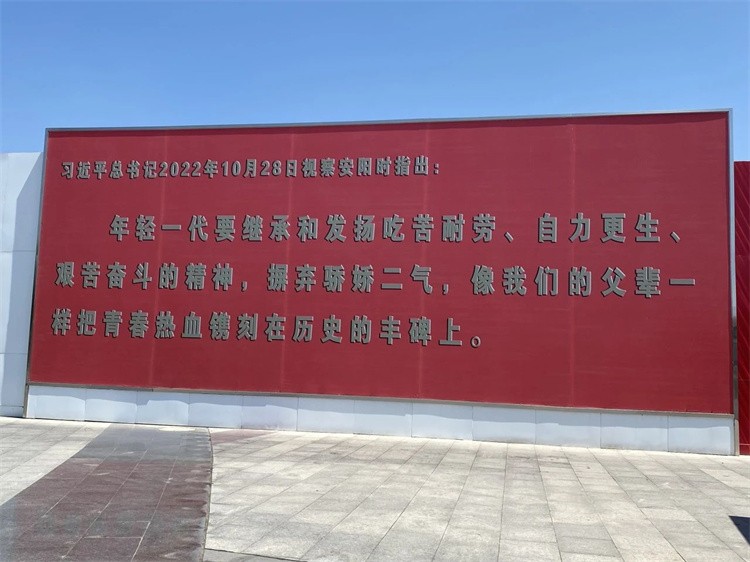 习近平总书记2022年10月28日视察安阳时指出：
年轻一代要继承和发扬吃苦耐劳、自力更生、
艰苦奋斗的精神，摒弃骄娇二气，像我们的父辈一
样把青春热血镌刻在历史的丰碑上。